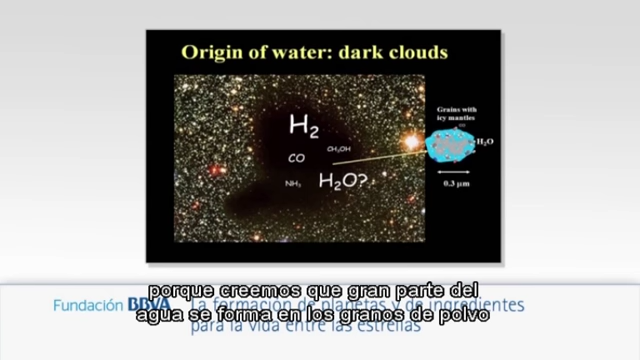 Origin of water: dark clouds
H₂
CO
CH₃OH
NH₃
H₂O?
Grains with
icy mantles
H₂O
0.3 μm
porque creemos que gran parte del
agua se forma en los granos de polvo
Fundación BBVA
La formación de planetas y de ingredientes
para la vida entre las estrellas